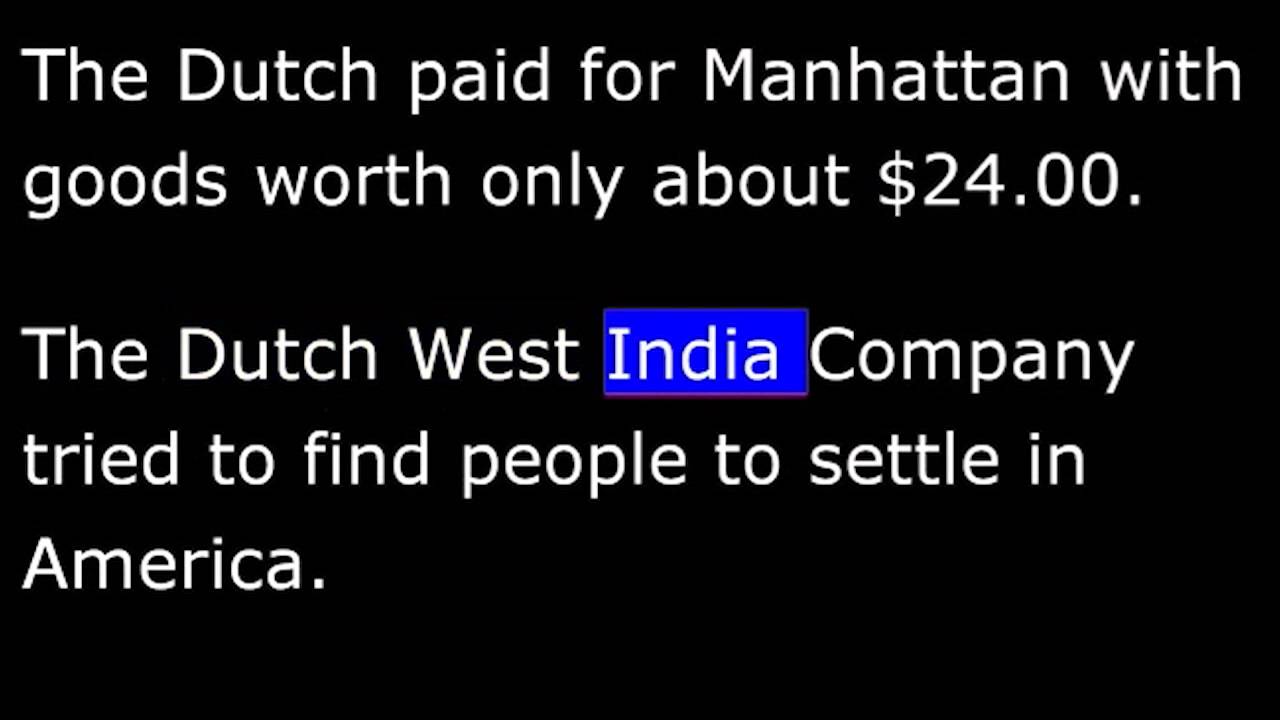 The Dutch paid for Manhattan with
goods worth only about $24.00.
The Dutch West India Company
tried to find people to settle in
America.